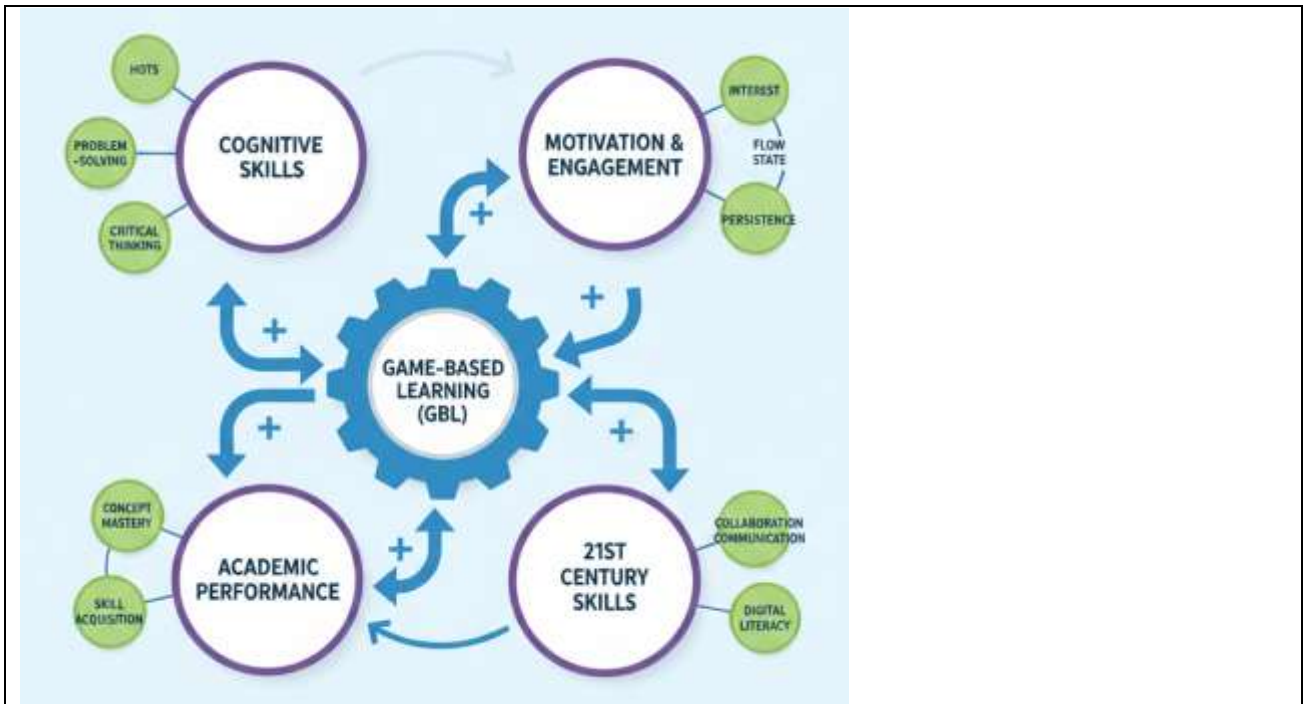 HOTS
PROBLEM
-SOLVING
CRITICAL
THINKING
COGNITIVE
SKILLS
MOTIVATION &
ENGAGEMENT
INTEREST
FLOW
STATE
PERSISTENCE
+
+
+
GAME-BASED
LEARNING
(GBL)
+
+
CONCEPT
MASTERY
SKILL
ACQUISITION
ACADEMIC
PERFORMANCE
+
21ST
CENTURY
SKILLS
COLLABORATION
COMMUNICATION
DIGITAL
LITERACY